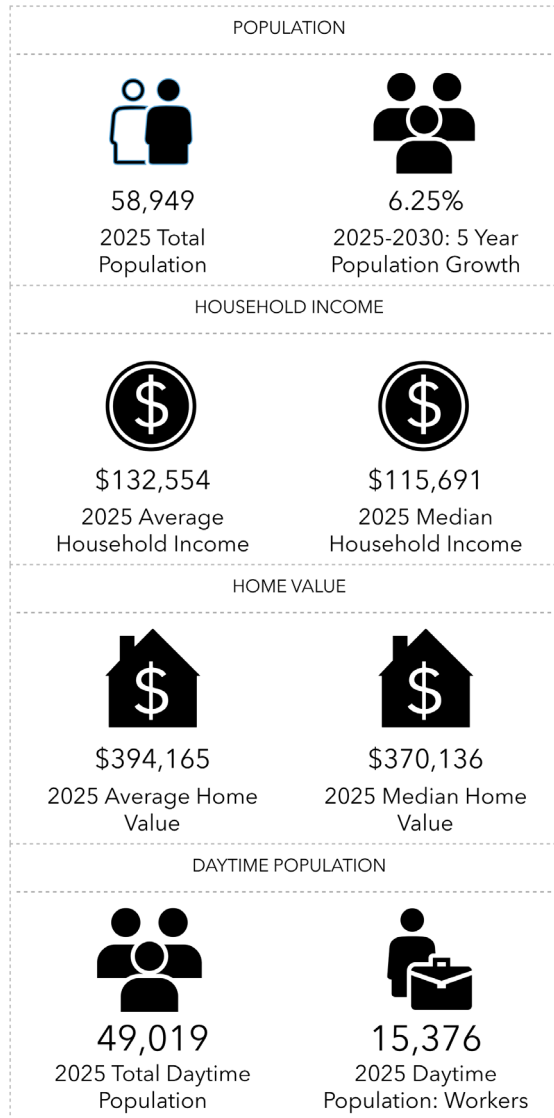 POPULATION
58,949
2025 Total
Population
6.25%
2025-2030: 5 Year
Population Growth
HOUSEHOLD INCOME
$
$132,554
2025 Average
Household Income
$
$115,691
2025 Median
Household Income
HOME VALUE
$
$394,165
2025 Average Home
Value
$
$370,136
2025 Median Home
Value
DAYTIME POPULATION
49,019
2025 Total Daytime
Population
15,376
2025 Daytime
Population: Workers